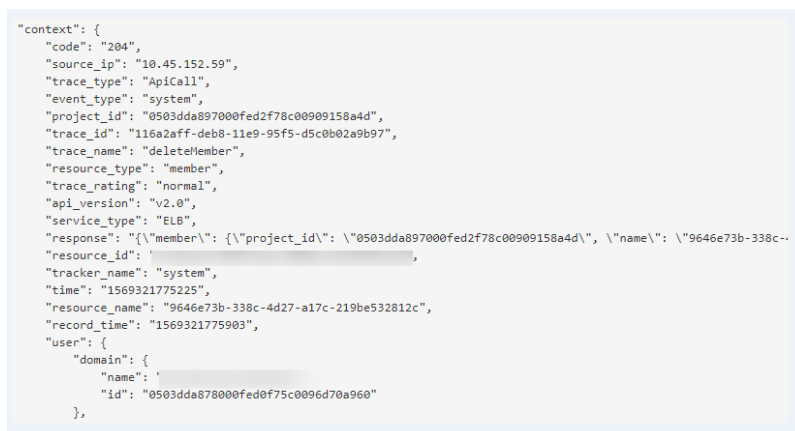 "context": {
"code": "204",
"source_ip": "10.45.152.59",
"trace_type": "ApiCall",
"event_type": "system",
"project_id": "0503dda897000fed2f78c00909158a4d",
"trace_id": "116a2aff-deb8-11e9-95f5-d5c0b02a9b97",
"trace_name": "deleteMember",
"resource_type": "member",
"trace_rating": "normal",
"api_version": "v2.0",
"service_type": "ELB",
"response": "{\"member\": {\"project_id\": \"0503dda897000fed2f78c00909158a4d\", \"name\": \"9646e73b-338c-4
"resource_id": ' ,
"tracker_name": "system",
"time": "1569321775225",
"resource_name": "9646e73b-338c-4d27-a17c-219be532812c",
"record_time": "1569321775903",
"user": {
"domain": {
"name": '
"id": "0503dda878000fed0f75c0096d70a960"
},